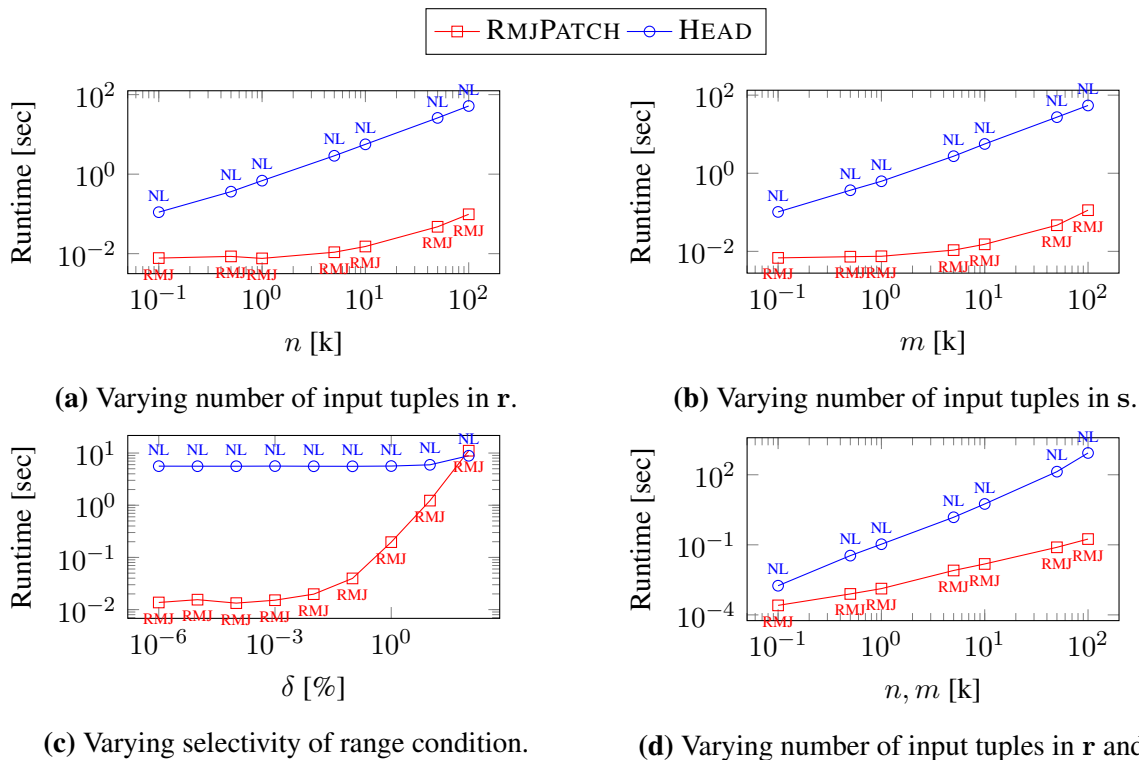 RMJPATCH HEAD
10^2
10^0
10^−2
Runtime [sec]
NL NL NL NL NL NL NL
RMJ RMJ RMJ RMJ RMJ RMJ RMJ
10^−1 10^0 10^1 10^2
n [k]
(a) Varying number of input tuples in r.
10^2
10^0
10^−2
Runtime [sec]
NL NL NL NL NL NL NL
RMJ RMJ RMJ RMJ RMJ RMJ RMJ
10^−1 10^0 10^1 10^2
m [k]
(b) Varying number of input tuples in s.
10^1
10^0
10^−1
10^−2
Runtime [sec]
NL NL NL NL NL NL NL NL NL
RMJ RMJ RMJ RMJ RMJ RMJ RMJ RMJ RMJ
10^−6 10^−3 10^0
δ [%]
(c) Varying selectivity of range condition.
10^2
10^−1
10^−4
Runtime [sec]
NL NL NL NL NL NL NL
RMJ RMJ RMJ RMJ RMJ RMJ RMJ
10^−1 10^0 10^1 10^2
n, m [k]
(d) Varying number of input tuples in r and